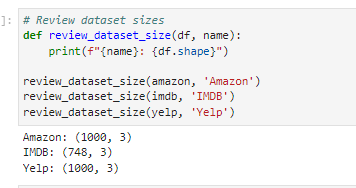 ]: # Review dataset sizes
def review_dataset_size(df, name):
    print(f"{name}: {df.shape}")

review_dataset_size(amazon, 'Amazon')
review_dataset_size(imdb, 'IMDB')
review_dataset_size(yelp, 'Yelp')
Amazon: (1000, 3)
IMDB: (748, 3)
Yelp: (1000, 3)